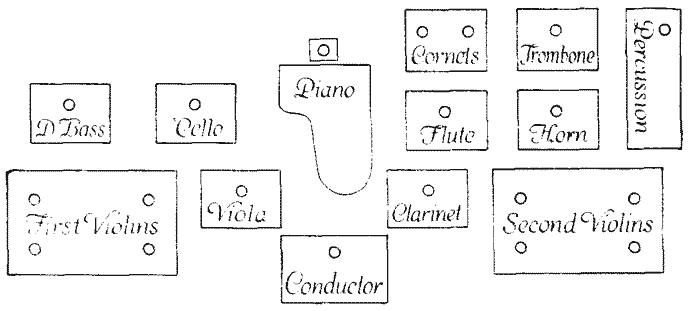 Cornets
Trombone
Percussion
Piano
D Bass
'Cello
Flute
Horn
First Violins
Viola
Clarinet
Second Violins
Conductor